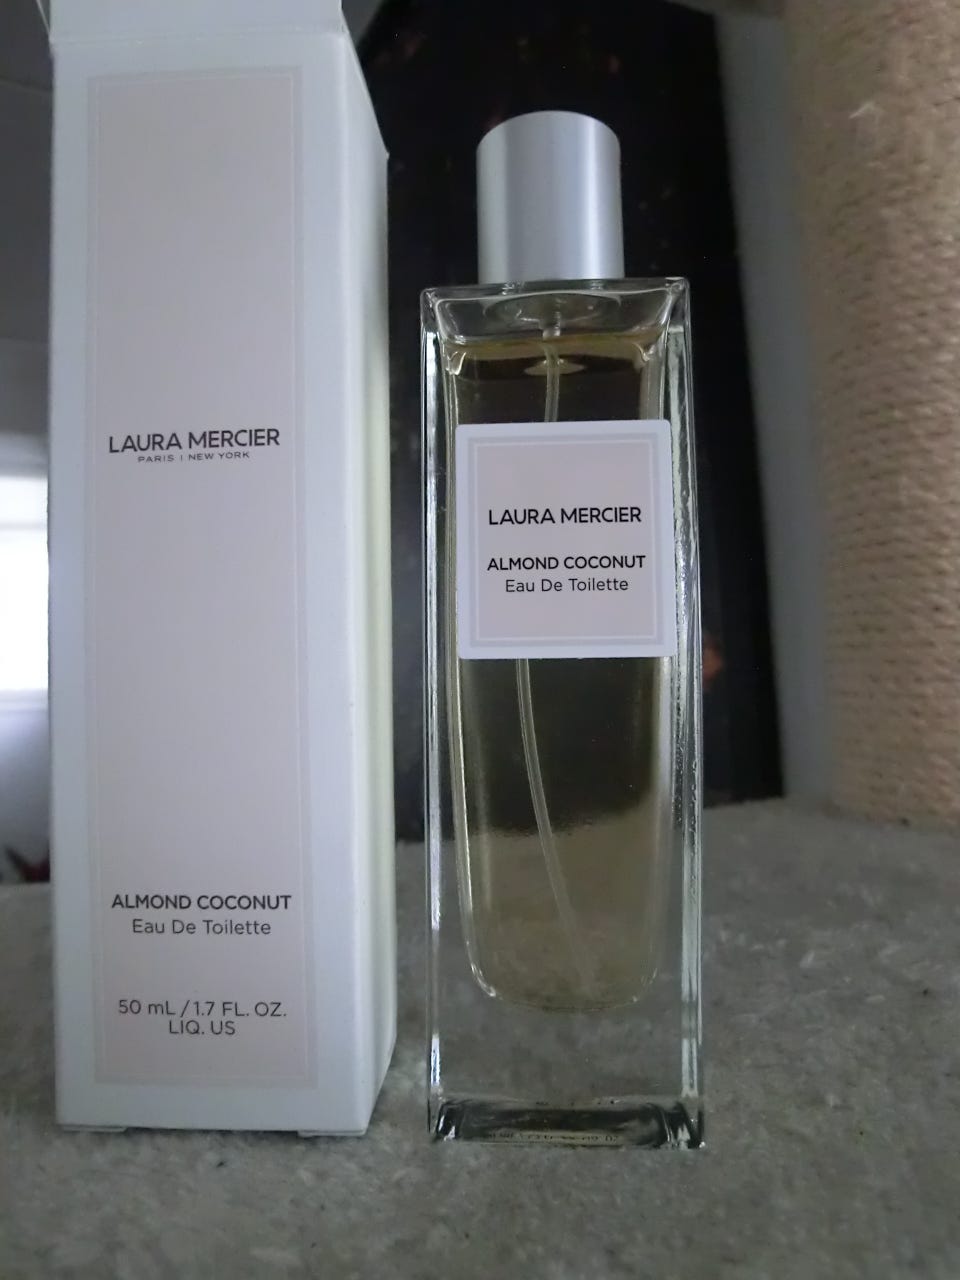 LAURA MERCIER
PARIS | NEW YORK
ALMOND COCONUT
Eau De Toilette
50 mL / 1.7 FL. OZ.
LIQ. US
LAURA MERCIER
ALMOND COCONUT
Eau De Toilette